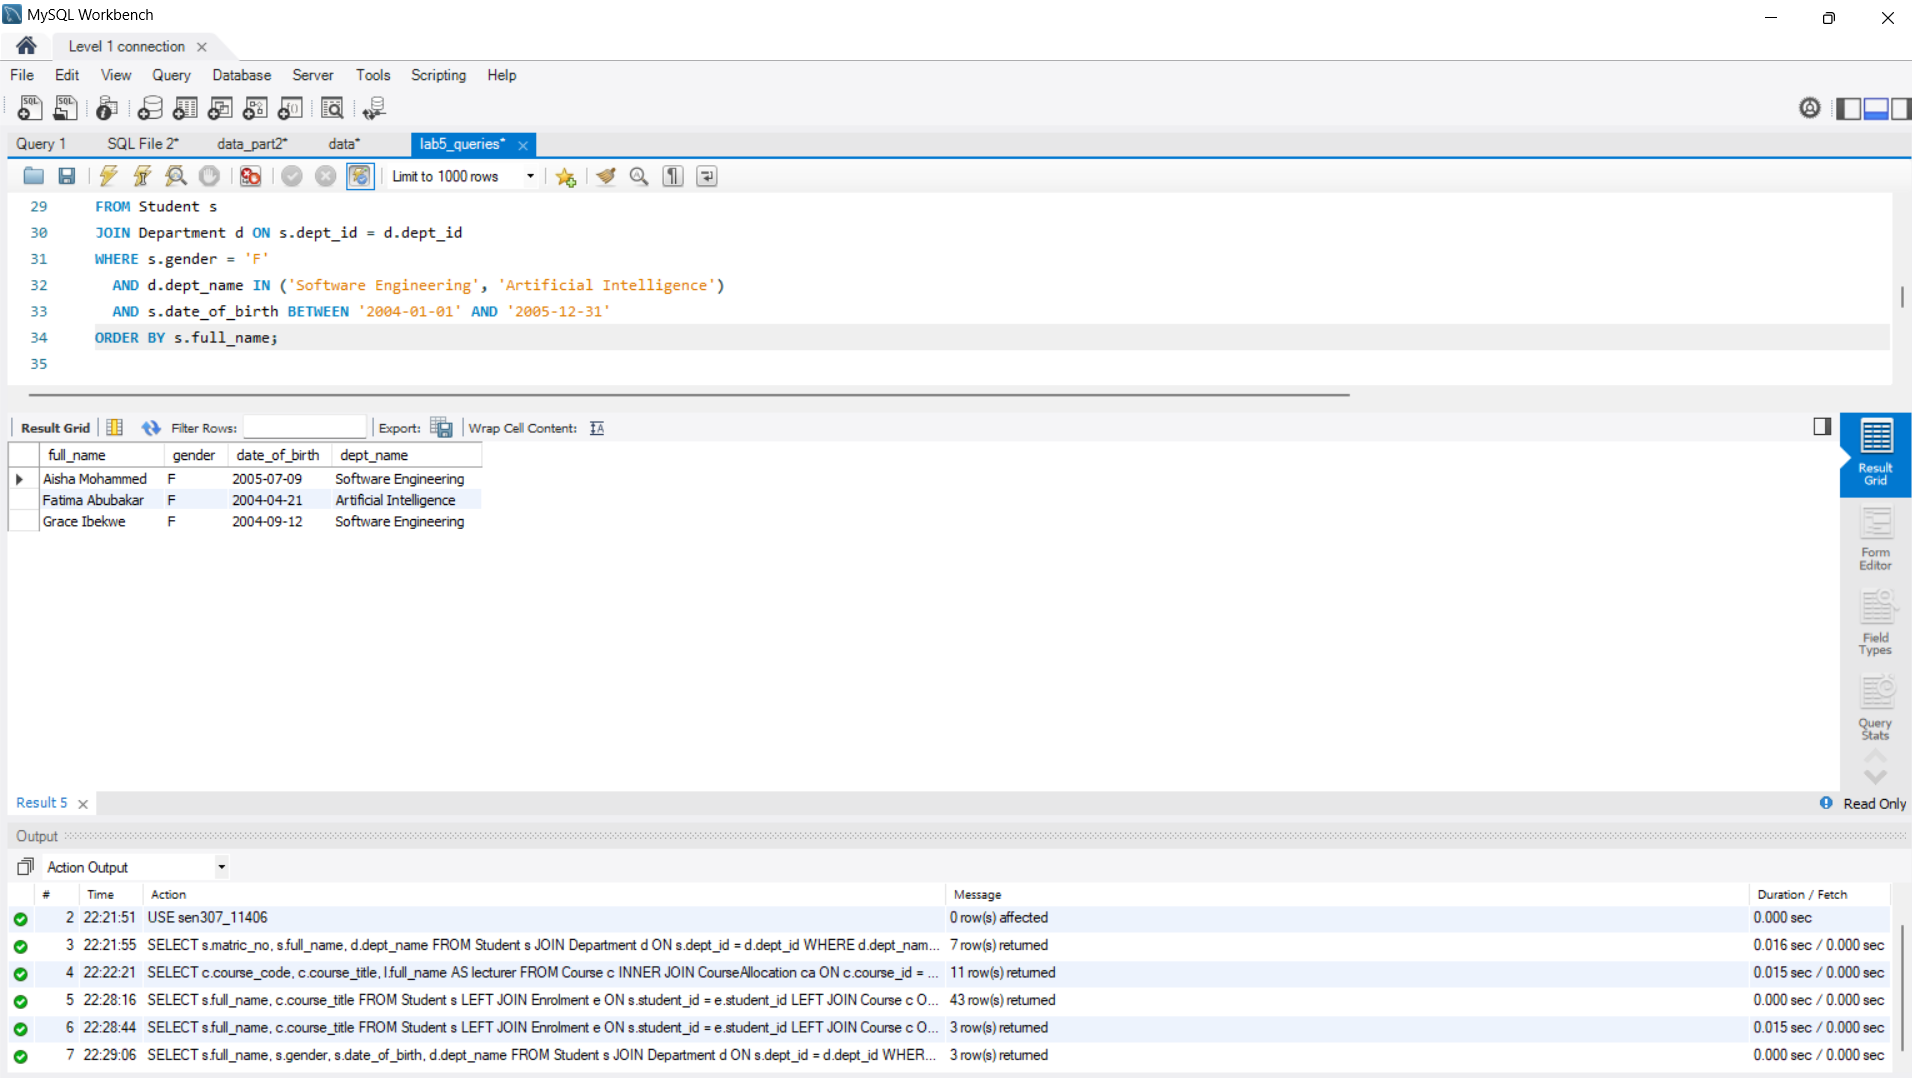 MySQL Workbench
Level 1 connection
File Edit View Query Database Server Tools Scripting Help
Query 1 SQL File 2* data_part2* data* lab5_queries*
Limit to 1000 rows
29 FROM Student s
30 JOIN Department d ON s.dept_id = d.dept_id
31 WHERE s.gender = 'F'
32 AND d.dept_name IN ('Software Engineering', 'Artificial Intelligence')
33 AND s.date_of_birth BETWEEN '2004-01-01' AND '2005-12-31'
34 ORDER BY s.full_name;
35
Result Grid Filter Rows: Export: Wrap Cell Content:
full_name gender date_of_birth dept_name
Aisha Mohammed F 2005-07-09 Software Engineering
Fatima Abubakar F 2004-04-21 Artificial Intelligence
Grace Ibekwe F 2004-09-12 Software Engineering
Result
Grid
Form
Editor
Field
Types
Query
Stats
Result 5 Read Only
Output
Action Output
# Time Action Message Duration / Fetch
2 22:21:51 USE sen307_11406 0 row(s) affected 0.000 sec
3 22:21:55 SELECT s.matric_no, s.full_name, d.dept_name FROM Student s JOIN Department d ON s.dept_id = d.dept_id WHERE d.dept_nam... 7 row(s) returned 0.016 sec / 0.000 sec
4 22:22:21 SELECT c.course_code, c.course_title, l.full_name AS lecturer FROM Course c INNER JOIN CourseAllocation ca ON c.course_id = ... 11 row(s) returned 0.015 sec / 0.000 sec
5 22:28:16 SELECT s.full_name, c.course_title FROM Student s LEFT JOIN Enrolment e ON s.student_id = e.student_id LEFT JOIN Course c O... 43 row(s) returned 0.000 sec / 0.000 sec
6 22:28:44 SELECT s.full_name, c.course_title FROM Student s LEFT JOIN Enrolment e ON s.student_id = e.student_id LEFT JOIN Course c O... 3 row(s) returned 0.015 sec / 0.000 sec
7 22:29:06 SELECT s.full_name, s.gender, s.date_of_birth, d.dept_name FROM Student s JOIN Department d ON s.dept_id = d.dept_id WHER... 3 row(s) returned 0.000 sec / 0.000 sec